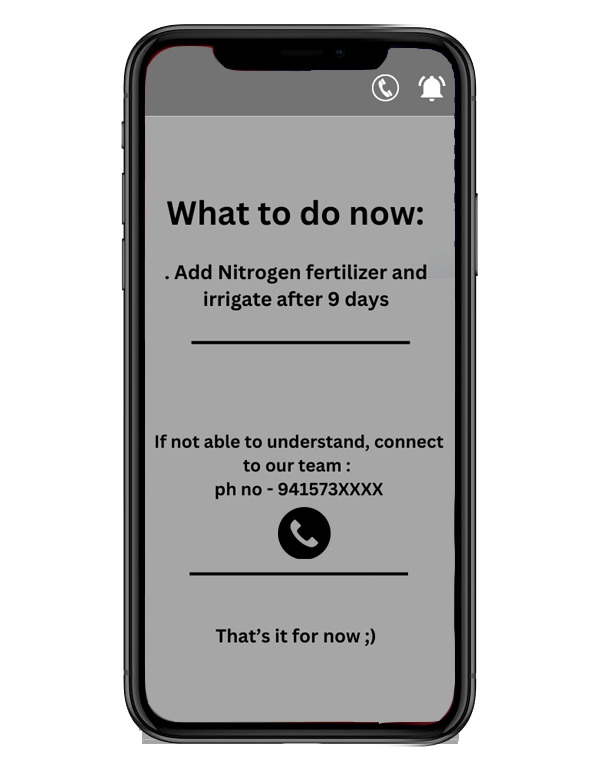 What to do now:
. Add Nitrogen fertilizer and
irrigate after 9 days
If not able to understand, connect
to our team :
ph no - 941573XXXX
That's it for now ;)